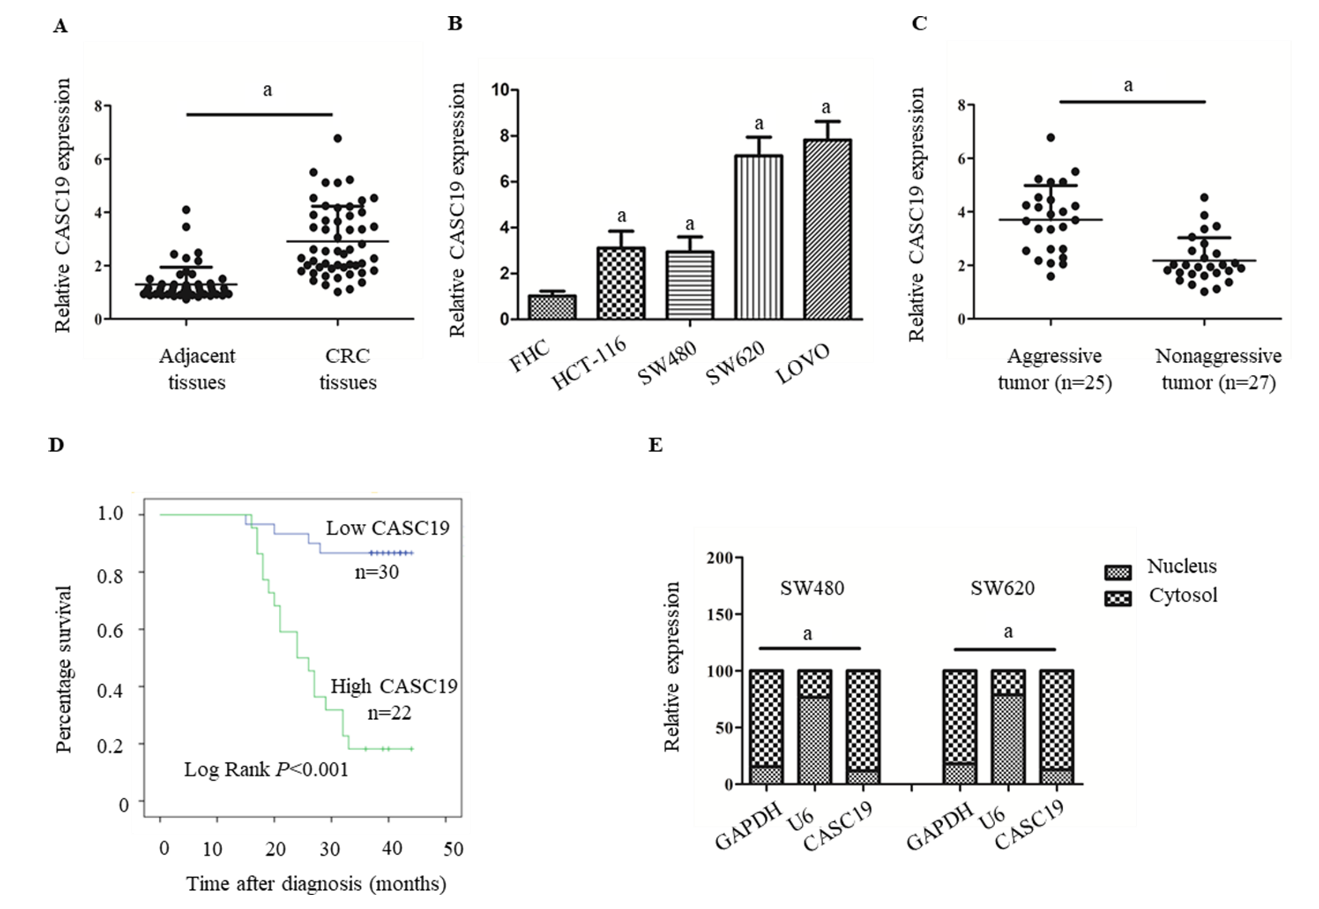 A
Relative CASC19 expression
8
6
4
2
0
a
Adjacent
tissues
CRC
tissues
B
Relative CASC19 expression
10
8
6
4
2
0
a
a
a
a
FHC
HCT-116
SW480
SW620
LOVO
C
Relative CASC19 expression
8
6
4
2
0
a
Aggressive
tumor (n=25)
Nonaggressive
tumor (n=27)
D
Percentage survival
1.0
0.8
0.6
0.4
0.2
0
Low CASC19
n=30
High CASC19
n=22
Log Rank P<0.001
0 10 20 30 40 50
Time after diagnosis (months)
E
Relative expression
200
150
100
50
0
SW480
a
SW620
a
Nucleus
Cytosol
GAPDH
U6
CASC19
GAPDH
U6
CASC19